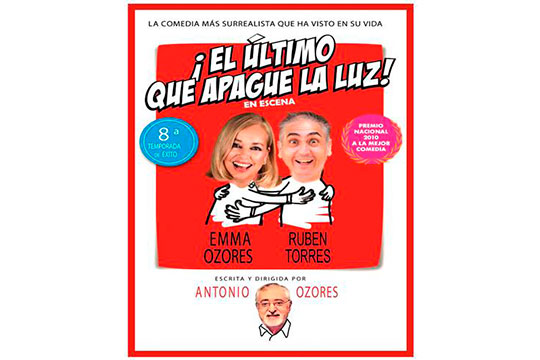 LA COMEDIA MÁS SURREALISTA QUE HA VISTO EN SU VIDA
¡EL ÚLTIMO
QUE APAGUE LA LUZ!
EN ESCENA
8ª
TEMPORADA
DE ÉXITO
PREMIO
NACIONAL
2010
A LA MEJOR
COMEDIA
EMMA
OZORES
RUBEN
TORRES
ESCRITA Y DIRIGIDA POR
ANTONIO OZORES